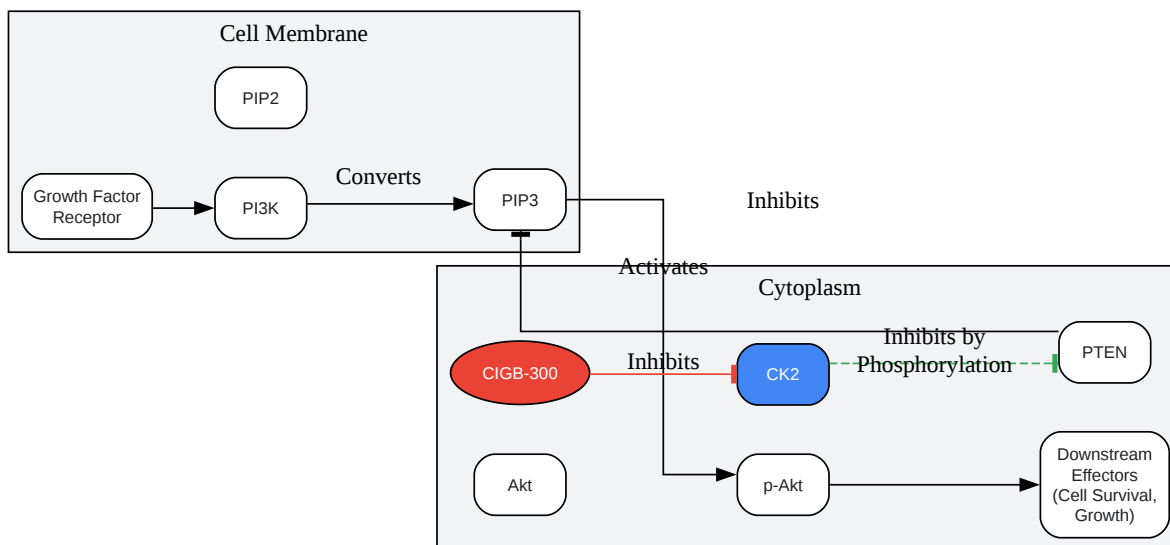 Cell Membrane
PIP2
Growth Factor
Receptor
PI3K
Converts
PIP3
Inhibits
Activates
Cytoplasm
CIGB-300
Inhibits
CK2
Inhibits by
Phosphorylation
PTEN
Akt
p-Akt
Downstream
Effectors
(Cell Survival,
Growth)